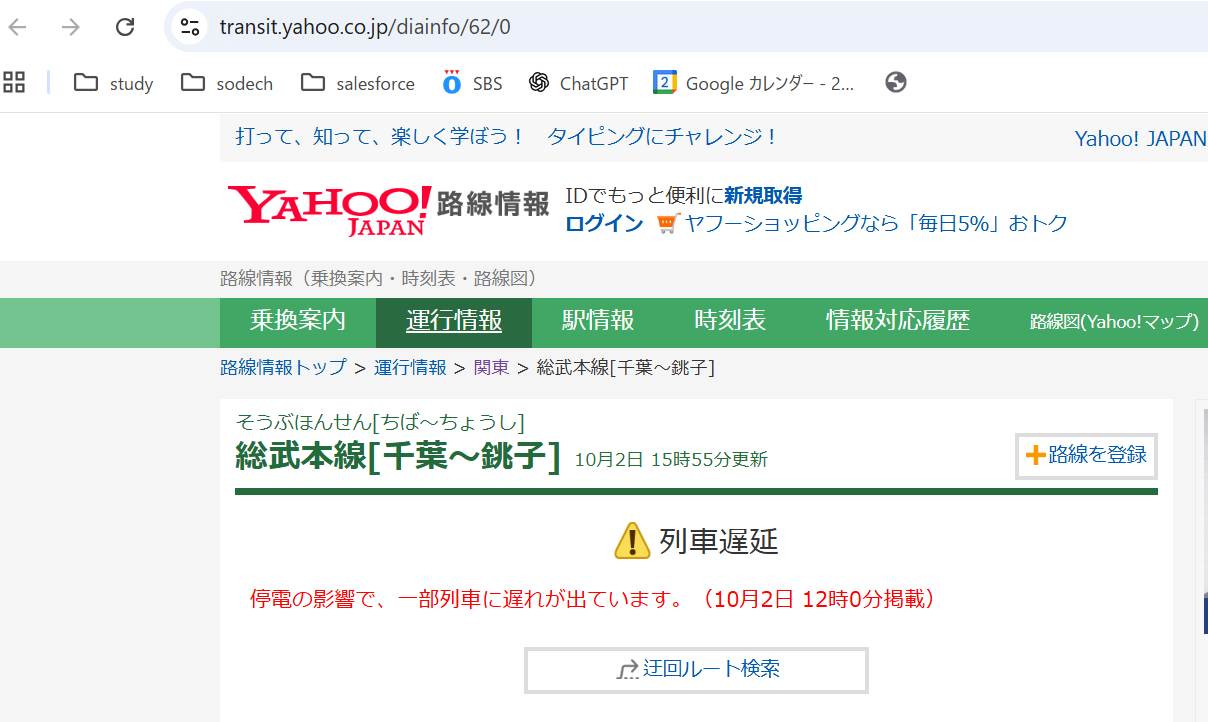 transit.yahoo.co.jp/diainfo/62/0
study sodech salesforce SBS ChatGPT Google カレンダー - 2...
打って、知って、楽しく学ぼう！　タイピングにチャレンジ！ Yahoo! JAPAN
YAHOO! JAPAN 路線情報
IDでもっと便利に新規取得
ログイン ヤフーショッピングなら「毎日5%」おトク
路線情報（乗換案内・時刻表・路線図）
乗換案内 運行情報 駅情報 時刻表 情報対応履歴 路線図(Yahoo!マップ)
路線情報トップ > 運行情報 > 関東 > 総武本線[千葉～銚子]
そうぶほんせん[ちば～ちょうし]
総武本線[千葉～銚子] 10月2日 15時55分更新
路線を登録
列車遅延
停電の影響で、一部列車に遅れが出ています。（10月2日 12時0分掲載）
迂回ルート検索